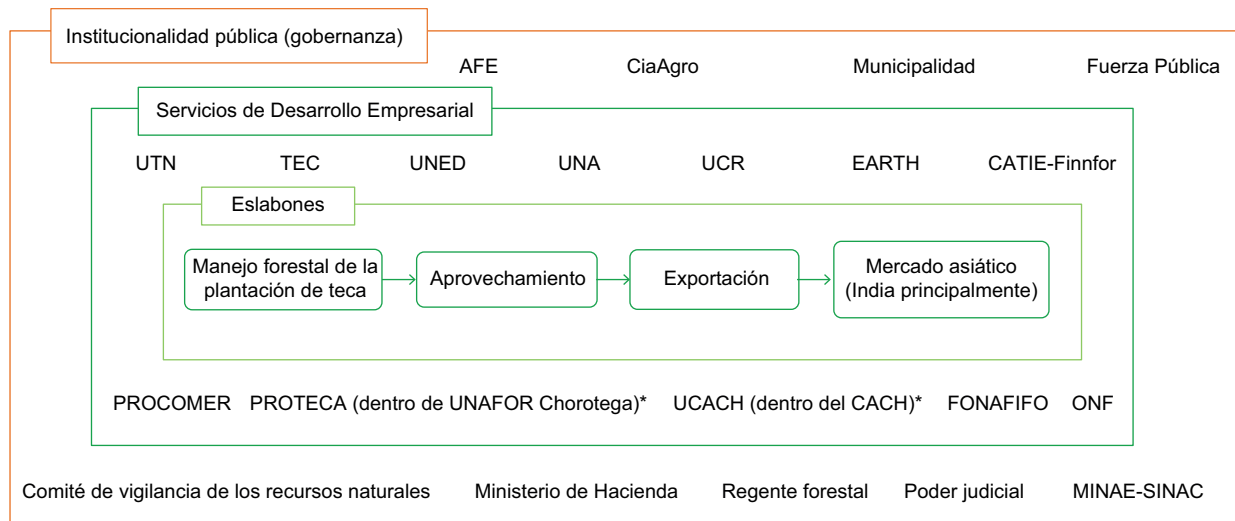 Institucionalidad pública (gobernanza)
AFE CiaAgro Municipalidad Fuerza Pública
Servicios de Desarrollo Empresarial
UTN TEC UNED UNA UCR EARTH CATIE-Finnfor
Eslabones
Manejo forestal de la
plantación de teca
Aprovechamiento
Exportación
Mercado asiático
(India principalmente)
PROCOMER PROTECA (dentro de UNAFOR Chorotega)* UCACH (dentro del CACH)* FONAFIFO ONF
Comité de vigilancia de los recursos naturales Ministerio de Hacienda Regente forestal Poder judicial MINAE-SINAC